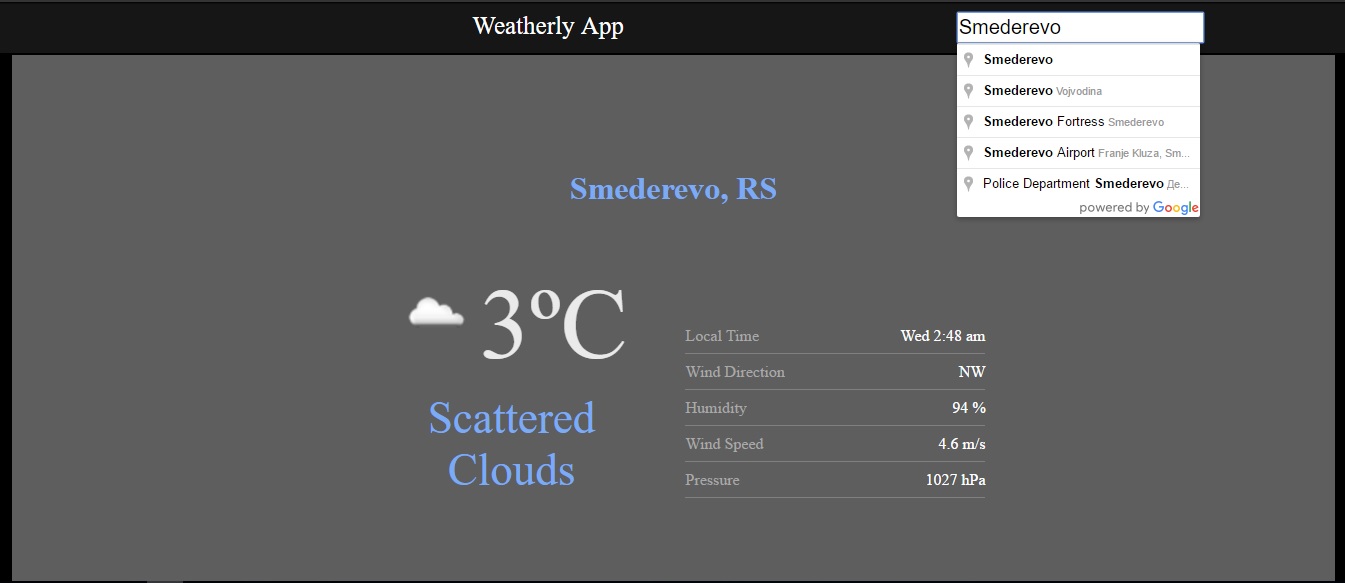 Weatherly App
Smederevo
Smederevo
Smederevo Vojvodina
Smederevo Fortress Smederevo
Smederevo Airport Franje Kluza, Sm...
Police Department Smederevo Де...
powered by Google
Smederevo, RS
3°C
Scattered
Clouds
Local Time Wed 2:48 am
Wind Direction NW
Humidity 94 %
Wind Speed 4.6 m/s
Pressure 1027 hPa